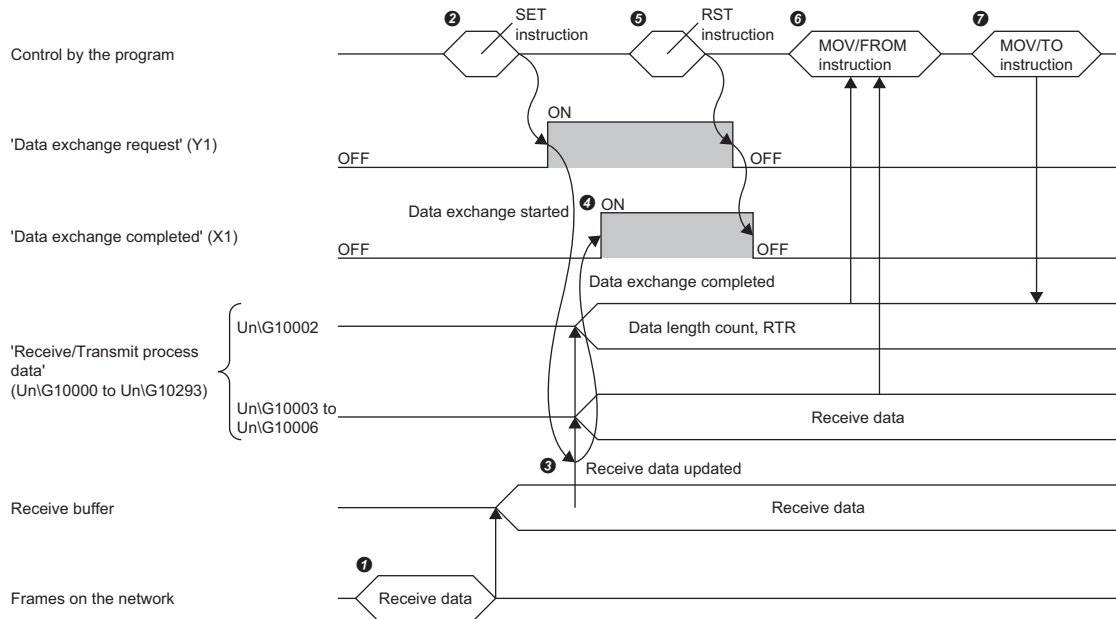 ❷ SET instruction
❺ RST instruction
❻
❼
Control by the program
MOV/FROM instruction
MOV/TO instruction
'Data exchange request' (Y1)
OFF
ON
OFF
Data exchange started
❹ ON
'Data exchange completed' (X1)
OFF
OFF
Data exchange completed
'Receive/Transmit process data'
(Un\G10000 to Un\G10293)
Un\G10002
Data length count, RTR
Un\G10003 to
Un\G10006
Receive data
❸ Receive data updated
Receive buffer
Receive data
❶
Frames on the network
Receive data